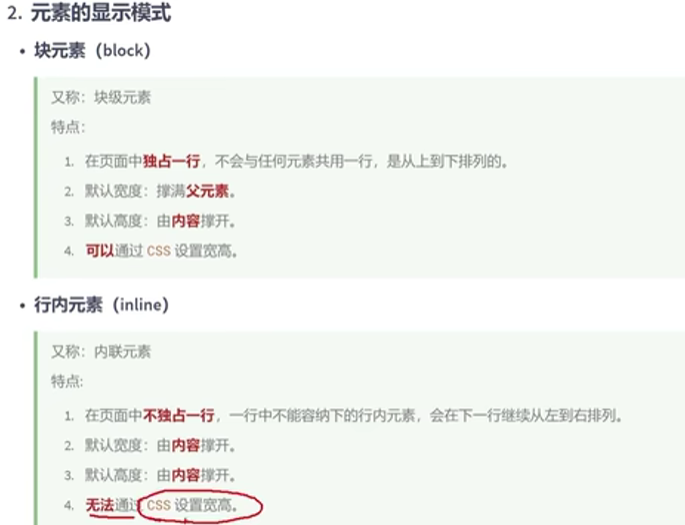 2. 元素的显示模式
• 块元素（block）
又称：块级元素
特点：
1. 在页面中独占一行，不会与任何元素共用一行，是从上到下排列的。
2. 默认宽度：撑满父元素。
3. 默认高度：由内容撑开。
4. 可以通过 CSS 设置宽高。
• 行内元素（inline）
又称：内联元素
特点:
1. 在页面中不独占一行，一行中不能容纳下的行内元素，会在下一行继续从左到右排列。
2. 默认宽度：由内容撑开。
3. 默认高度：由内容撑开。
4. 无法通过 CSS 设置宽高。